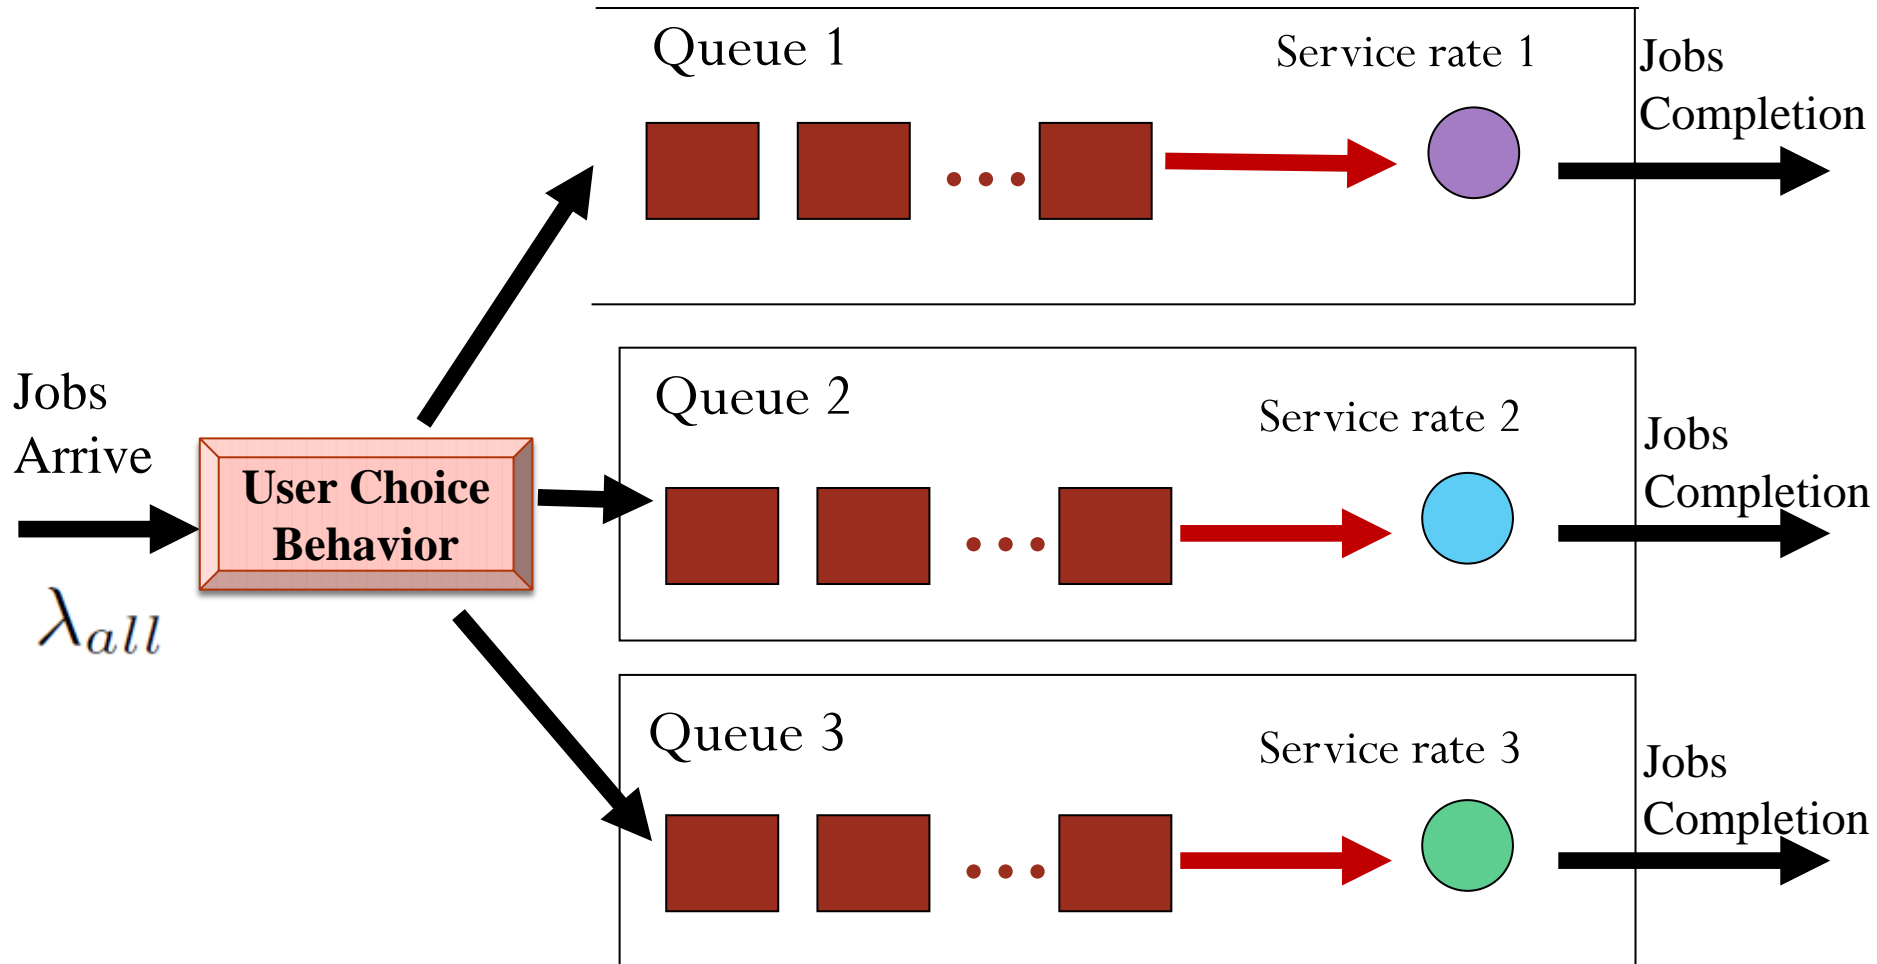 Queue 1
Service rate 1
Jobs
Completion
Jobs
Arrive
λall
User Choice
Behavior
Queue 2
Service rate 2
Jobs
Completion
Queue 3
Service rate 3
Jobs
Completion